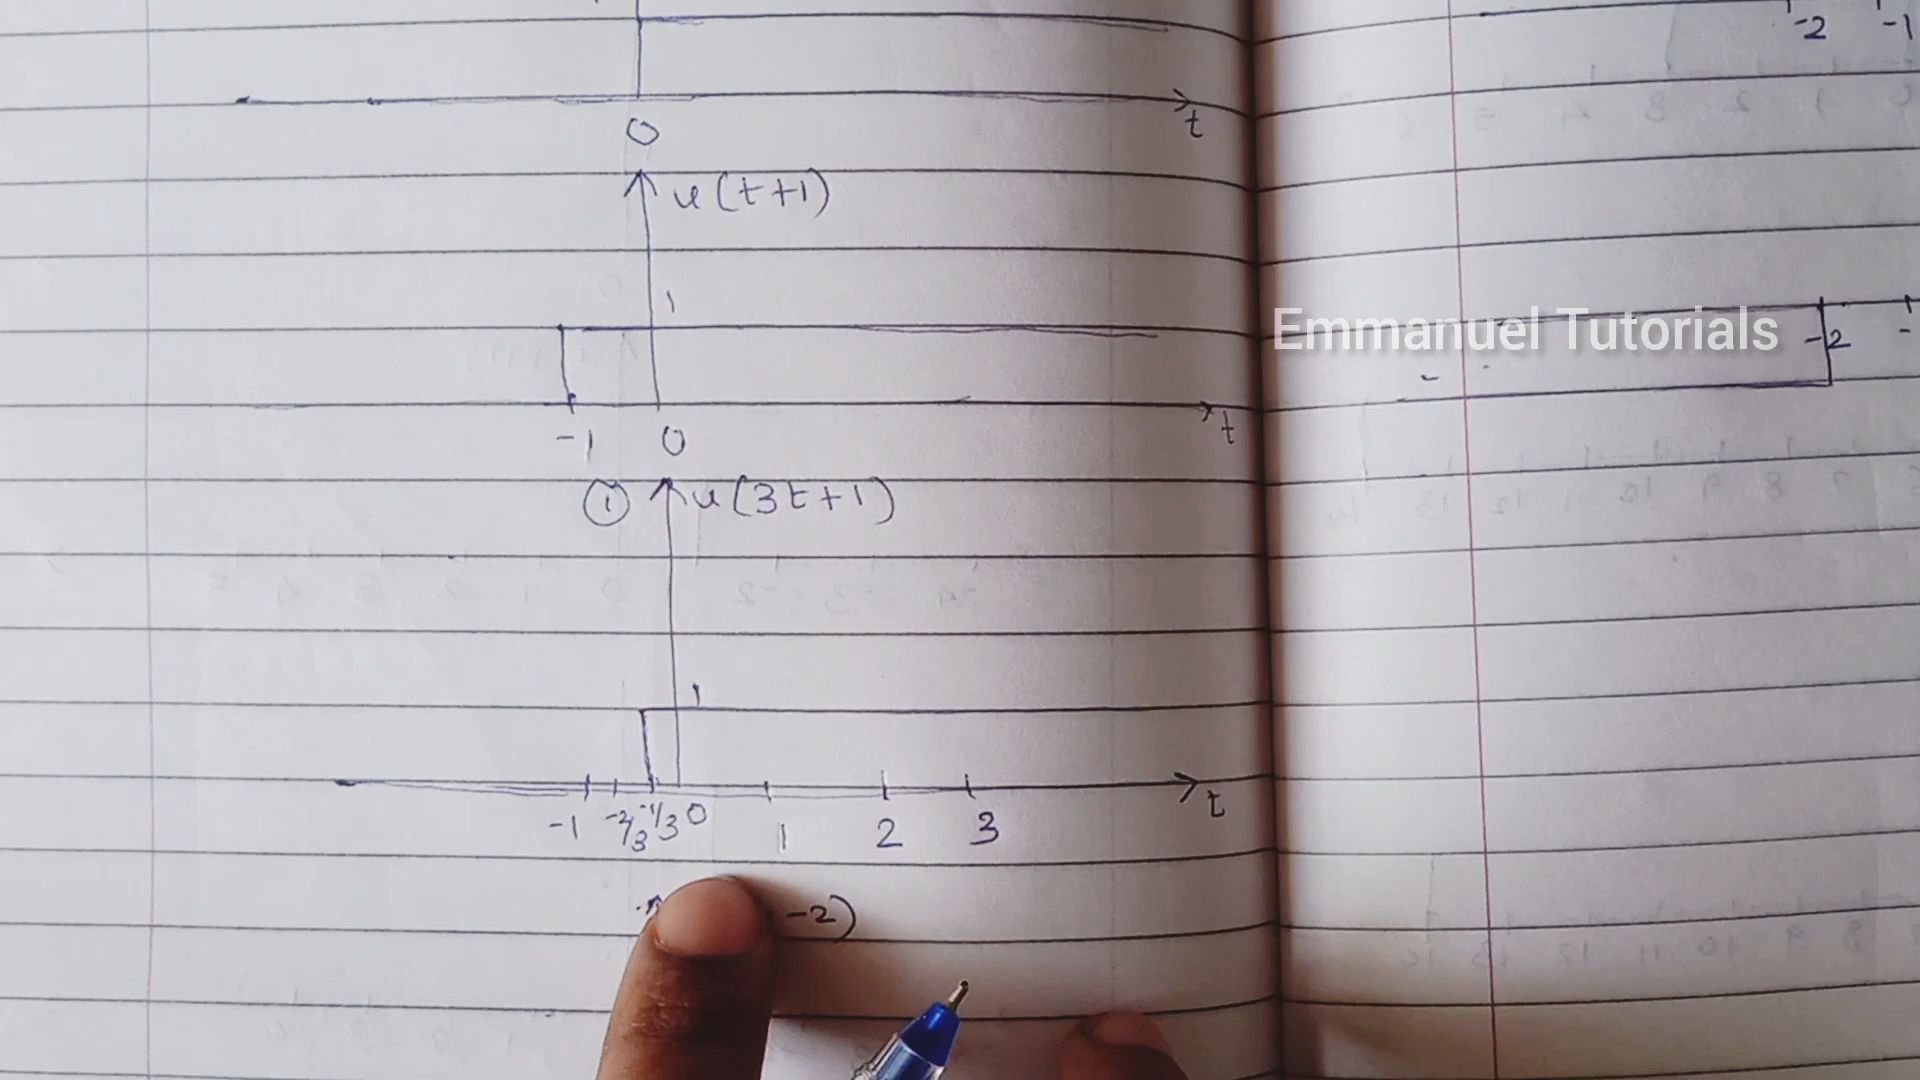 0
t
u(t+1)
1
-1 0
t
① u(3t+1)
1
-1 -2/3 -1/3 0 1 2 3
t
-2)
-2 -1
Emmanuel Tutorials
-2